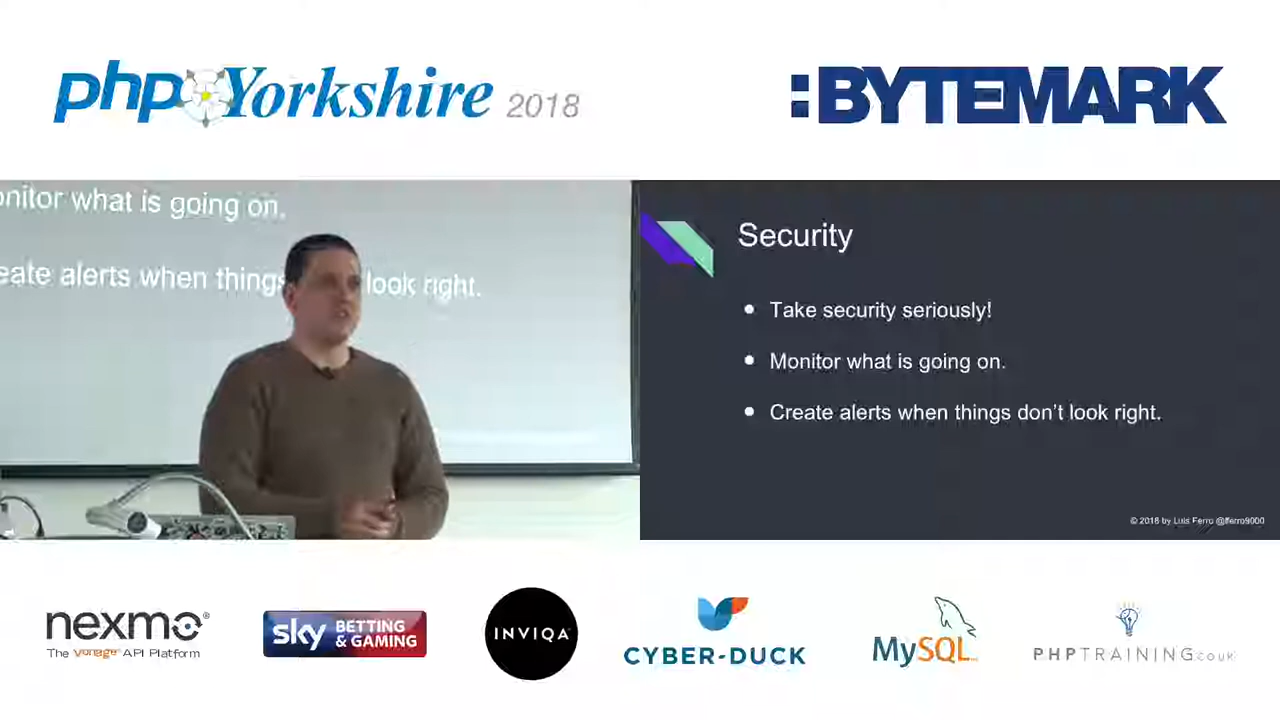 php Yorkshire 2018
:BYTEMARK
onitor what is going on.
eate alerts when things look right.
Security
Take security seriously!
Monitor what is going on.
Create alerts when things don't look right.
© 2018 by Luis Ferro @lferro9000
nexmo®
The Vonage® API Platform
sky BETTING & GAMING
INVIQA
CYBER-DUCK
MySQL
PHPTRAINING.co.uk